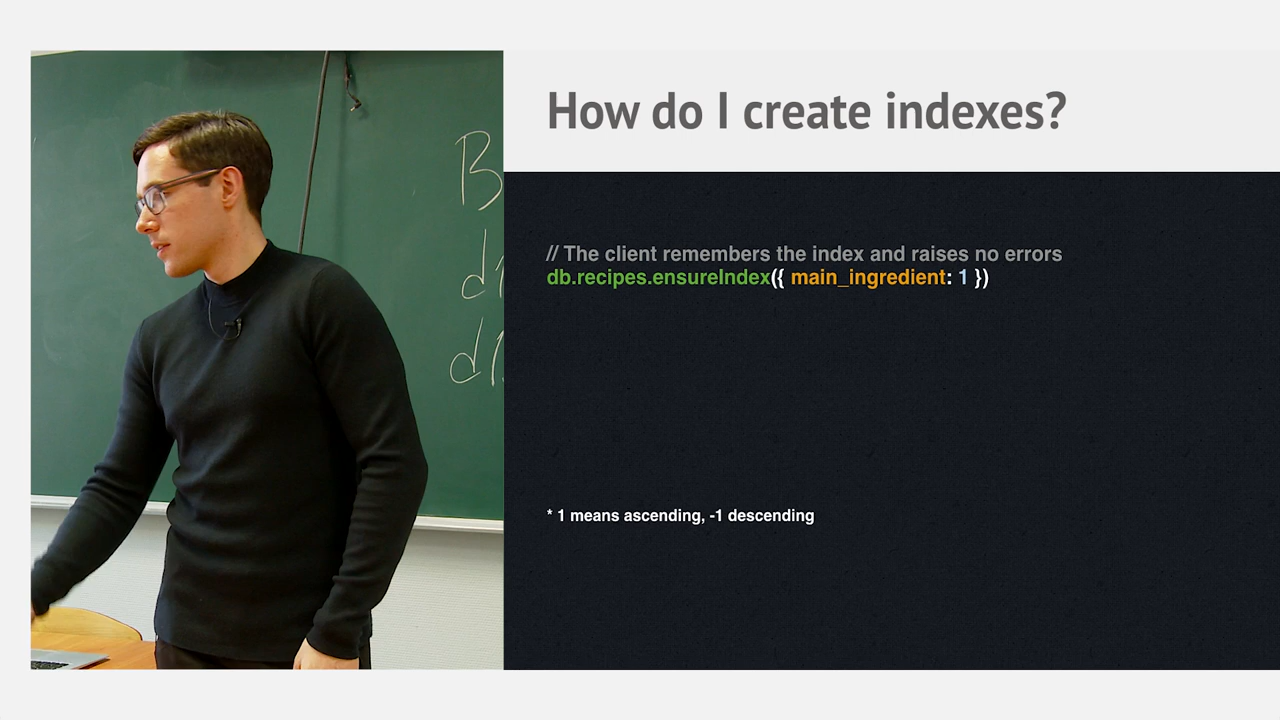 How do I create indexes?
// The client remembers the index and raises no errors
db.recipes.ensureIndex({ main_ingredient: 1 })
* 1 means ascending, -1 descending
B
d
d